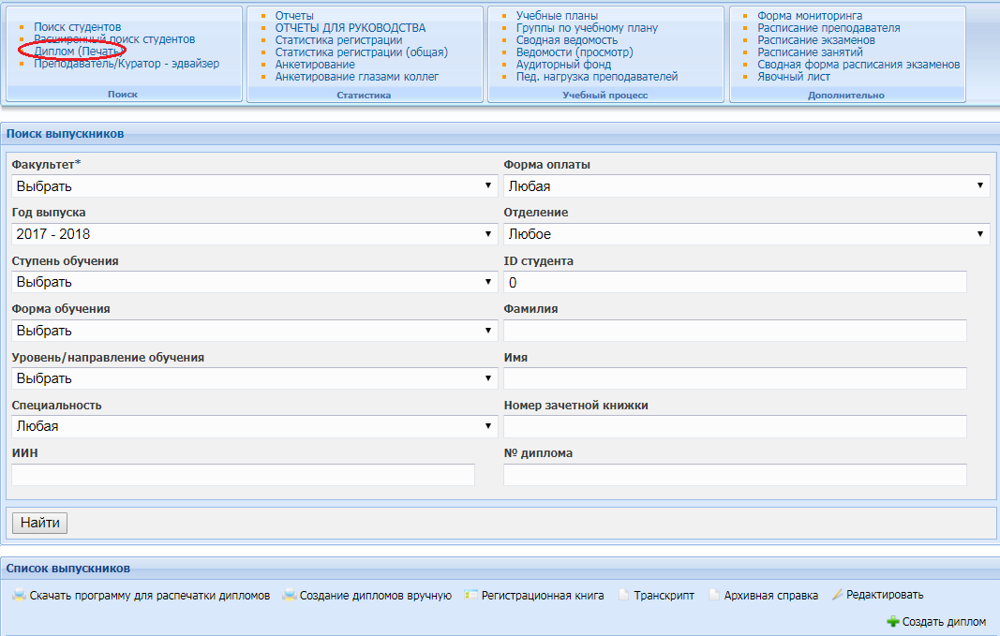 Поиск студентов
Расширенный поиск студентов
Диплом (Печать)
Преподаватель/Куратор - эдвайзер
Поиск
Отчеты
ОТЧЕТЫ ДЛЯ РУКОВОДСТВА
Статистика регистрации
Статистика регистрации (общая)
Анкетирование
Анкетирование глазами коллег
Статистика
Учебные планы
Группы по учебному плану
Сводная ведомость
Ведомости (просмотр)
Аудиторный фонд
Пед. нагрузка преподавателей
Учебный процесс
Форма мониторинга
Расписание преподавателя
Расписание экзаменов
Расписание занятий
Сводная форма расписания экзаменов
Явочный лист
Дополнительно
Поиск выпускников
Факультет* Форма оплаты
Выбрать Любая
Год выпуска Отделение
2017 - 2018 Любое
Ступень обучения ID студента
Выбрать 0
Форма обучения Фамилия
Выбрать
Уровень/направление обучения Имя
Выбрать
Специальность Номер зачетной книжки
Любая
ИИН № диплома
Найти
Список выпускников
Скачать программу для распечатки дипломов Создание дипломов вручную Регистрационная книга Транскрипт Архивная справка Редактировать
Создать диплом